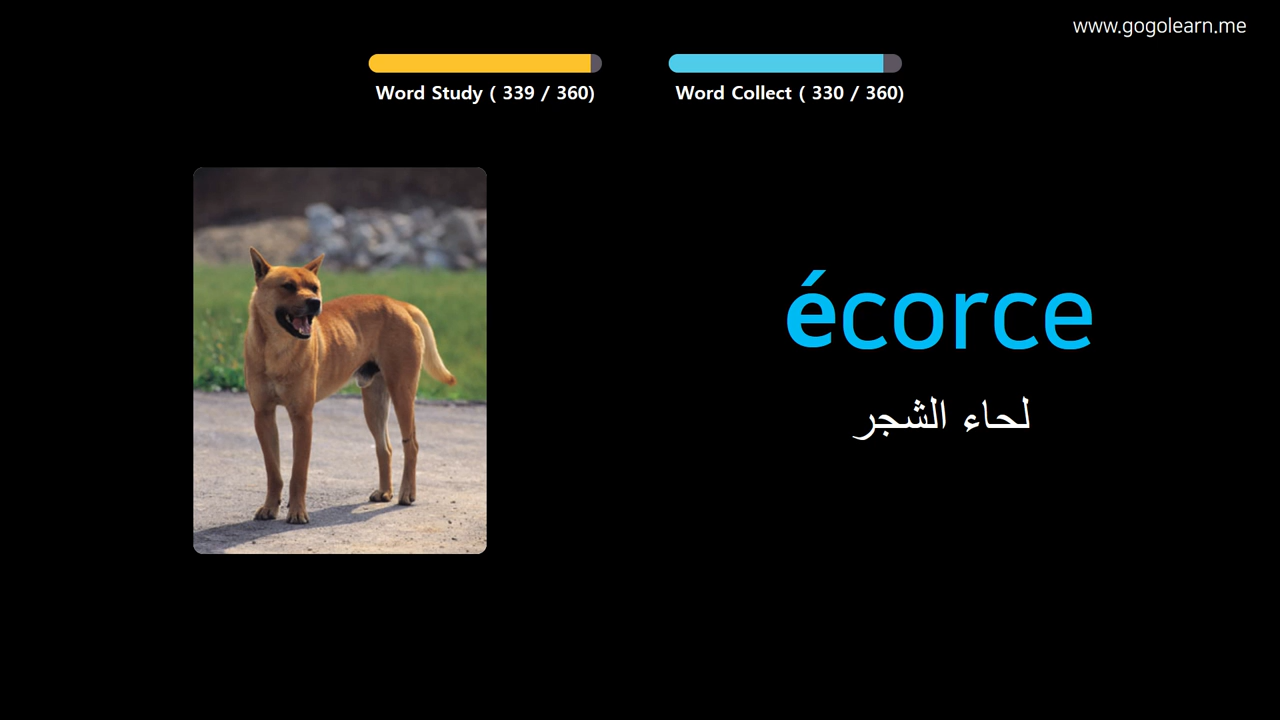 www.gogolearn.me
Word Study ( 339 / 360)
Word Collect ( 330 / 360)
écorce
لحاء الشجر